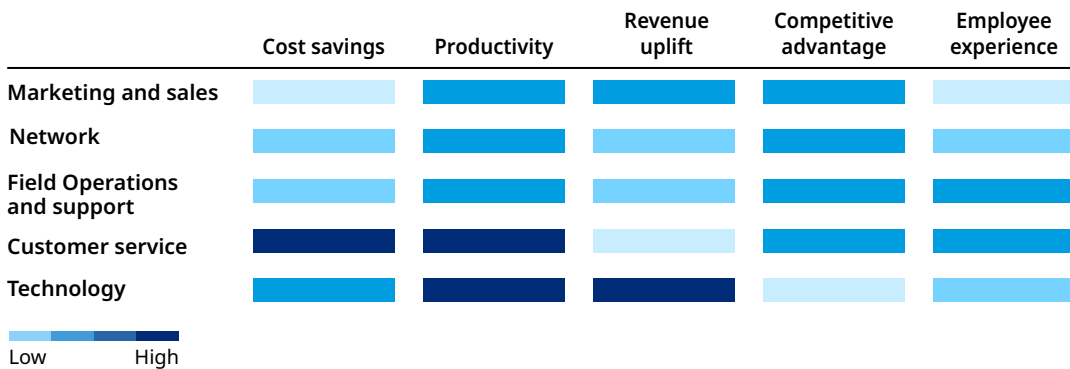 Cost savings
Productivity
Revenue
uplift
Competitive
advantage
Employee
experience
Marketing and sales
Network
Field Operations
and support
Customer service
Technology
Low
High